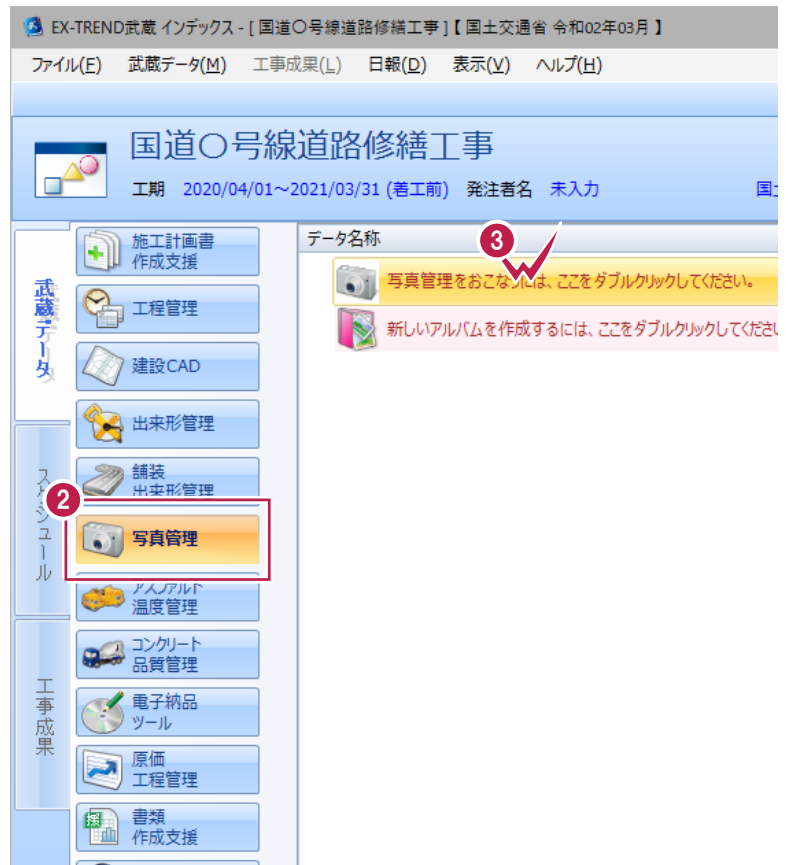 EX-TREND武蔵 インデックス - [ 国道〇号線道路修繕工事 ]【 国土交通省 令和02年03月 】
ファイル(F) 武蔵データ(M) 工事成果(L) 日報(D) 表示(V) ヘルプ(H)
国道〇号線道路修繕工事
工期 2020/04/01～2021/03/31 (着工前) 発注者名 未入力 国土
武蔵データ
スケジュール
工事成果
施工計画書
作成支援
工程管理
建設CAD
出来形管理
舗装
出来形管理
2
写真管理
アスファルト
温度管理
コンクリート
品質管理
電子納品
ツール
原価
工程管理
書類
作成支援
データ名称
3
写真管理をおこなうには、ここをダブルクリックしてください。
新しいアルバムを作成するには、ここをダブルクリックしてくださ